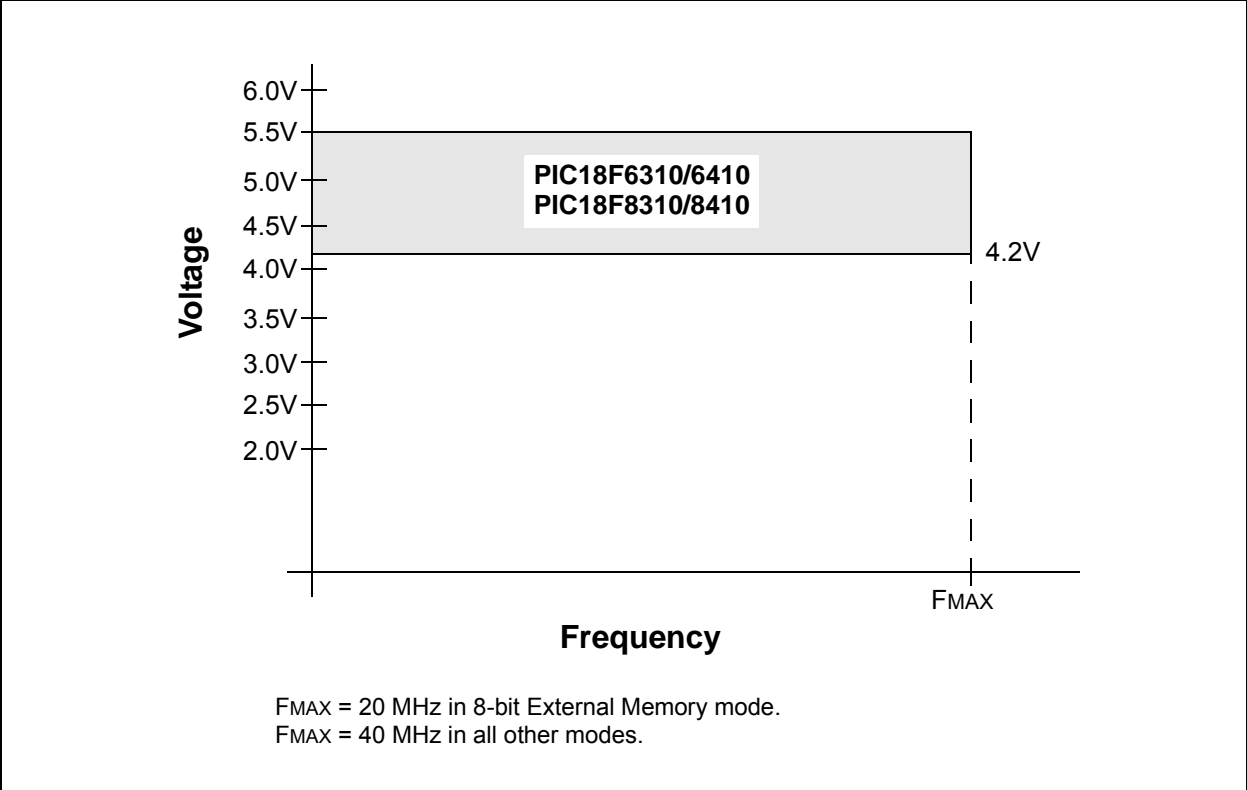 6.0V
5.5V
5.0V
4.5V
4.0V
3.5V
3.0V
2.5V
2.0V
Voltage
PIC18F6310/6410
PIC18F8310/8410
4.2V
FMAX
Frequency
FMAX = 20 MHz in 8-bit External Memory mode.
FMAX = 40 MHz in all other modes.